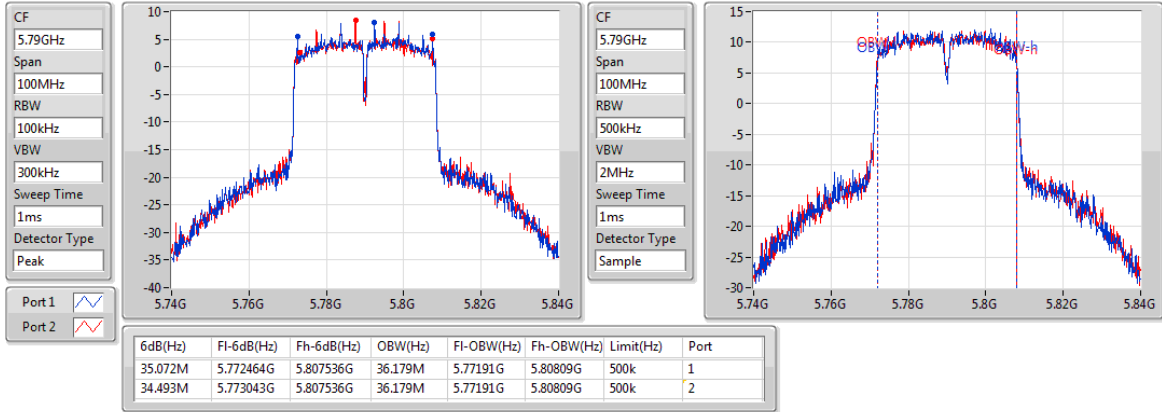 CF
5.79GHz
Span
100MHz
RBW
100kHz
VBW
300kHz
Sweep Time
1ms
Detector Type
Peak
Port 1
Port 2
10
5
0
-5
-10
-15
-20
-25
-30
-35
-40
5.74G 5.76G 5.78G 5.8G 5.82G 5.84G
CF
5.79GHz
Span
100MHz
RBW
500kHz
VBW
2MHz
Sweep Time
1ms
Detector Type
Sample
15
10
5
0
-5
-10
-15
-20
-25
-30
5.74G 5.76G 5.78G 5.8G 5.82G 5.84G
6dB(Hz) Fl-6dB(Hz) Fh-6dB(Hz) OBW(Hz) Fl-OBW(Hz) Fh-OBW(Hz) Limit(Hz) Port
35.072M 5.772464G 5.807536G 36.179M 5.77191G 5.80809G 500k 1
34.493M 5.773043G 5.807536G 36.179M 5.77191G 5.80809G 500k 2